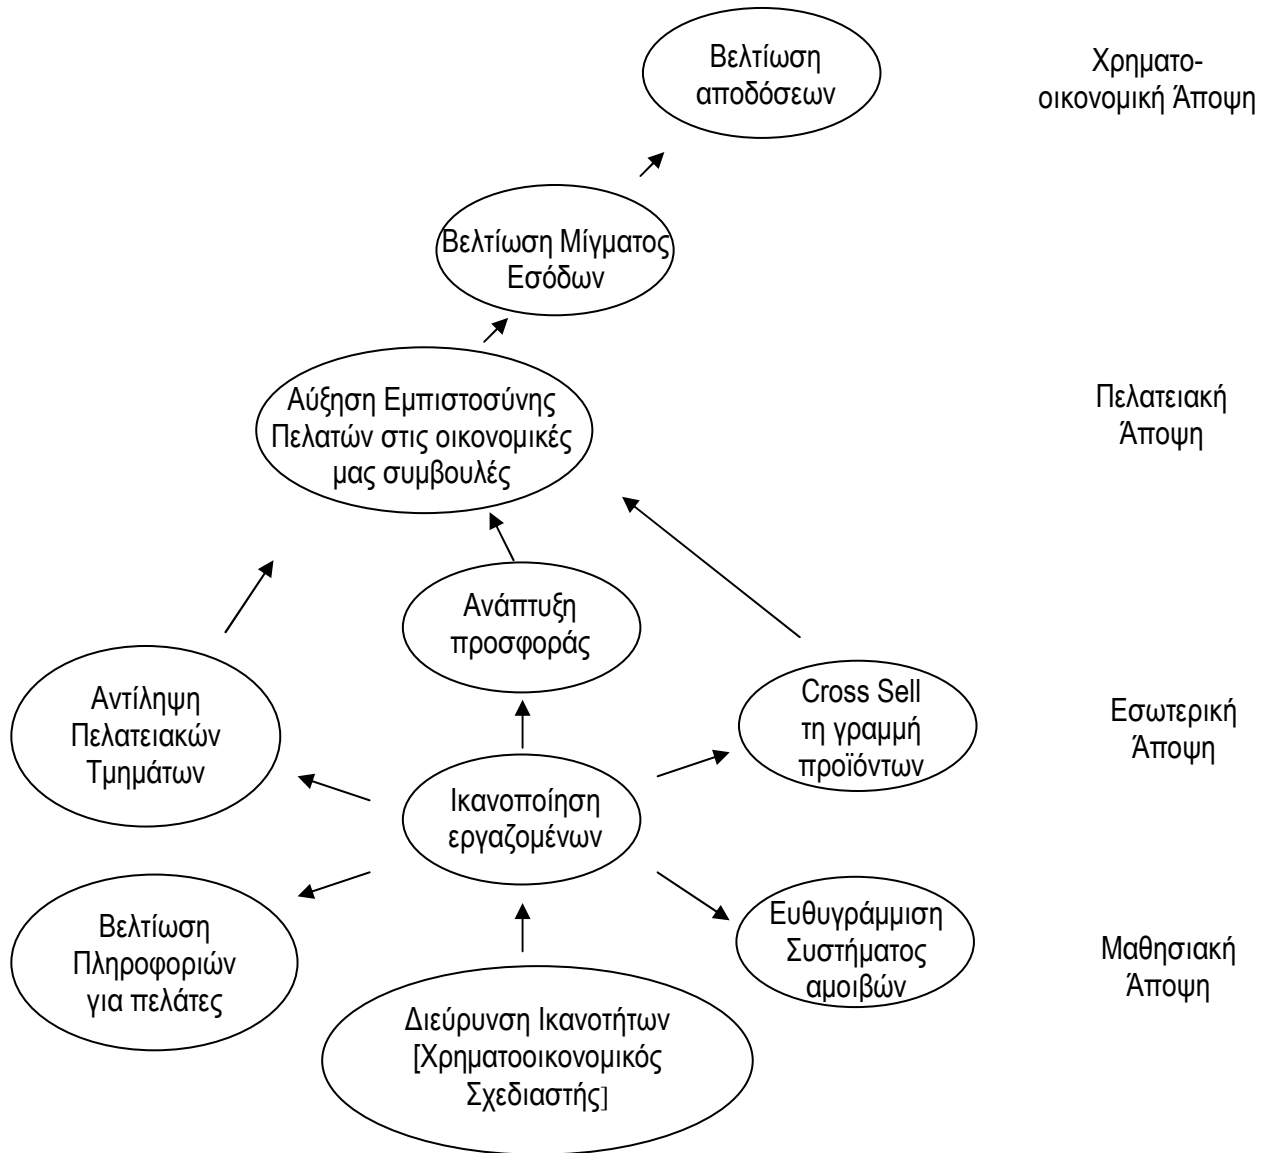 Βελτίωση
αποδόσεων
Χρηματο-
οικονομική Άποψη
Βελτίωση Μίγματος
Εσόδων
Αύξηση Εμπιστοσύνης
Πελατών στις οικονομικές
μας συμβουλές
Πελατειακή
Άποψη
Ανάπτυξη
προσφοράς
Αντίληψη
Πελατειακών
Τμημάτων
Cross Sell
τη γραμμή
προϊόντων
Εσωτερική
Άποψη
Ικανοποίηση
εργαζομένων
Βελτίωση
Πληροφοριών
για πελάτες
Ευθυγράμμιση
Συστήματος
αμοιβών
Μαθησιακή
Άποψη
Διεύρυνση Ικανοτήτων
[Χρηματοοικονομικός
Σχεδιαστής]